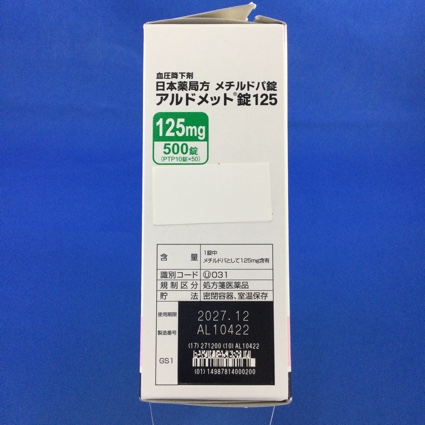 血圧降下剤
日本薬局方 メチルドパ錠
アルドメット®錠125
125mg
500錠
(PTP10錠×50)
含量 1錠中
メチルドパとして125mg含有
識別コード Ⓤ031
規制区分 処方箋医薬品
貯法 密閉容器、室温保存
使用期限 2027.12
製造番号 AL10422
(17) 271200 (10) AL10422
GS1
(01) 14987814000200